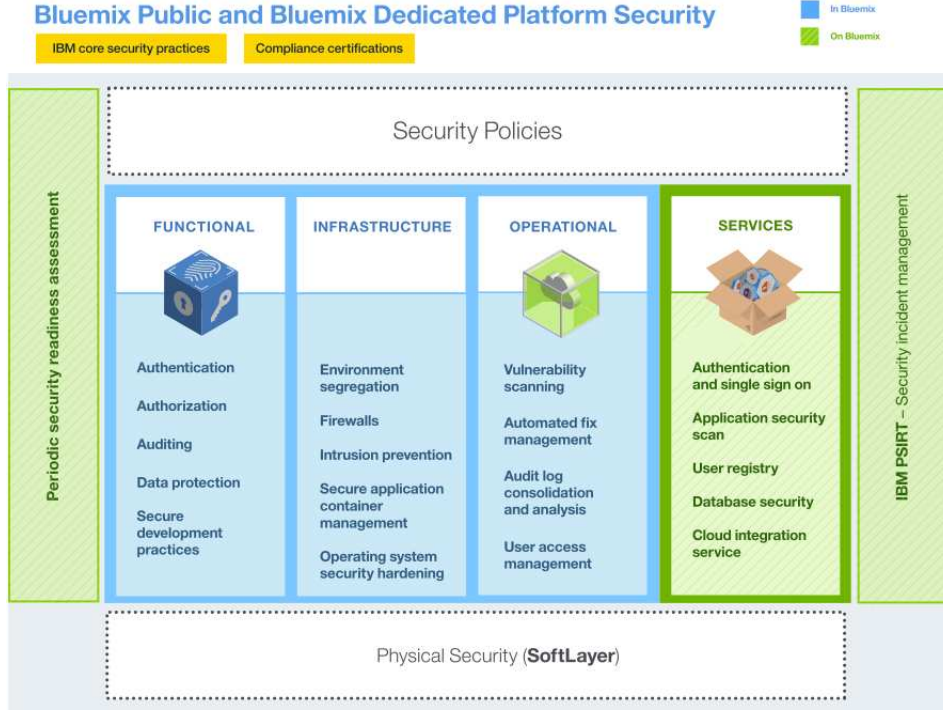 Bluemix Public and Bluemix Dedicated Platform Security
In Bluemix
On Bluemix
IBM core security practices
Compliance certifications
Security Policies
Periodic security readiness assessment
FUNCTIONAL
Authentication
Authorization
Auditing
Data protection
Secure
development
practices
INFRASTRUCTURE
Environment
segregation
Firewalls
Intrusion prevention
Secure application
container
management
Operating system
security hardening
OPERATIONAL
Vulnerability
scanning
Automated fix
management
Audit log
consolidation
and analysis
User access
management
SERVICES
Authentication
and single sign on
Application security
scan
User registry
Database security
Cloud integration
service
IBM PSIRT – Security incident management
Physical Security (SoftLayer)